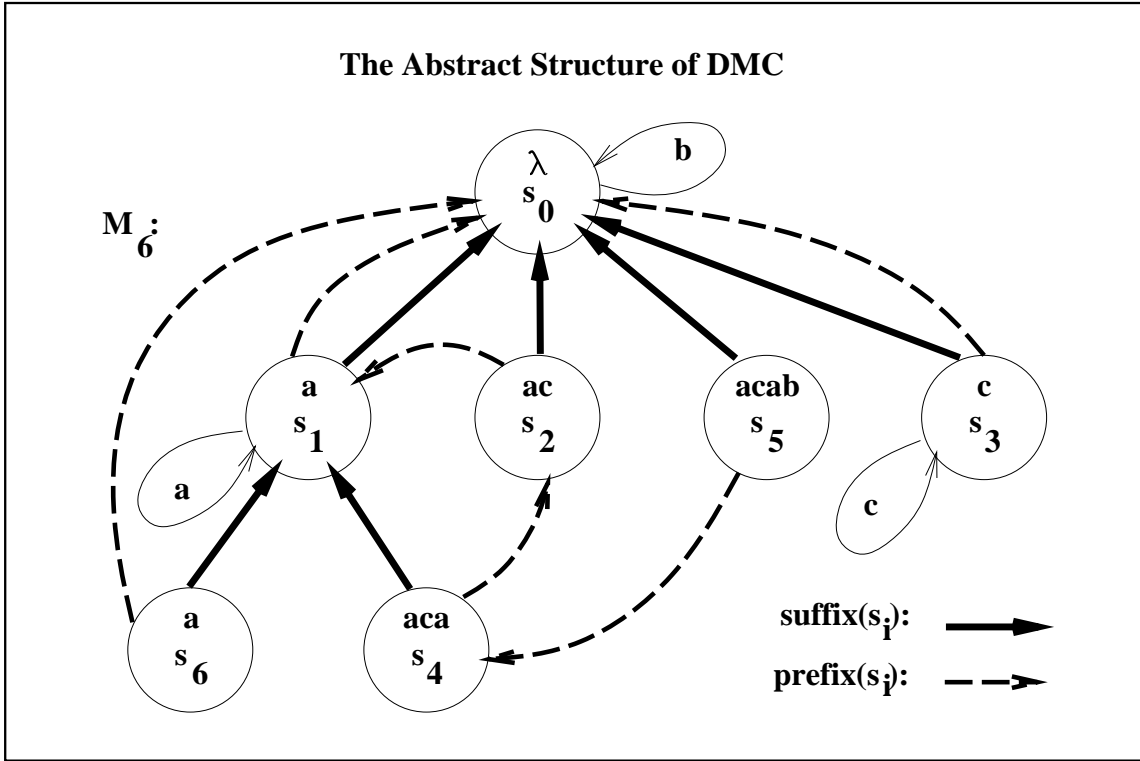 The Abstract Structure of DMC
λ
s0
b
M6:
a
s1
ac
s2
acab
s5
c
s3
a
c
a
s6
aca
s4
suffix(si):
prefix(si):